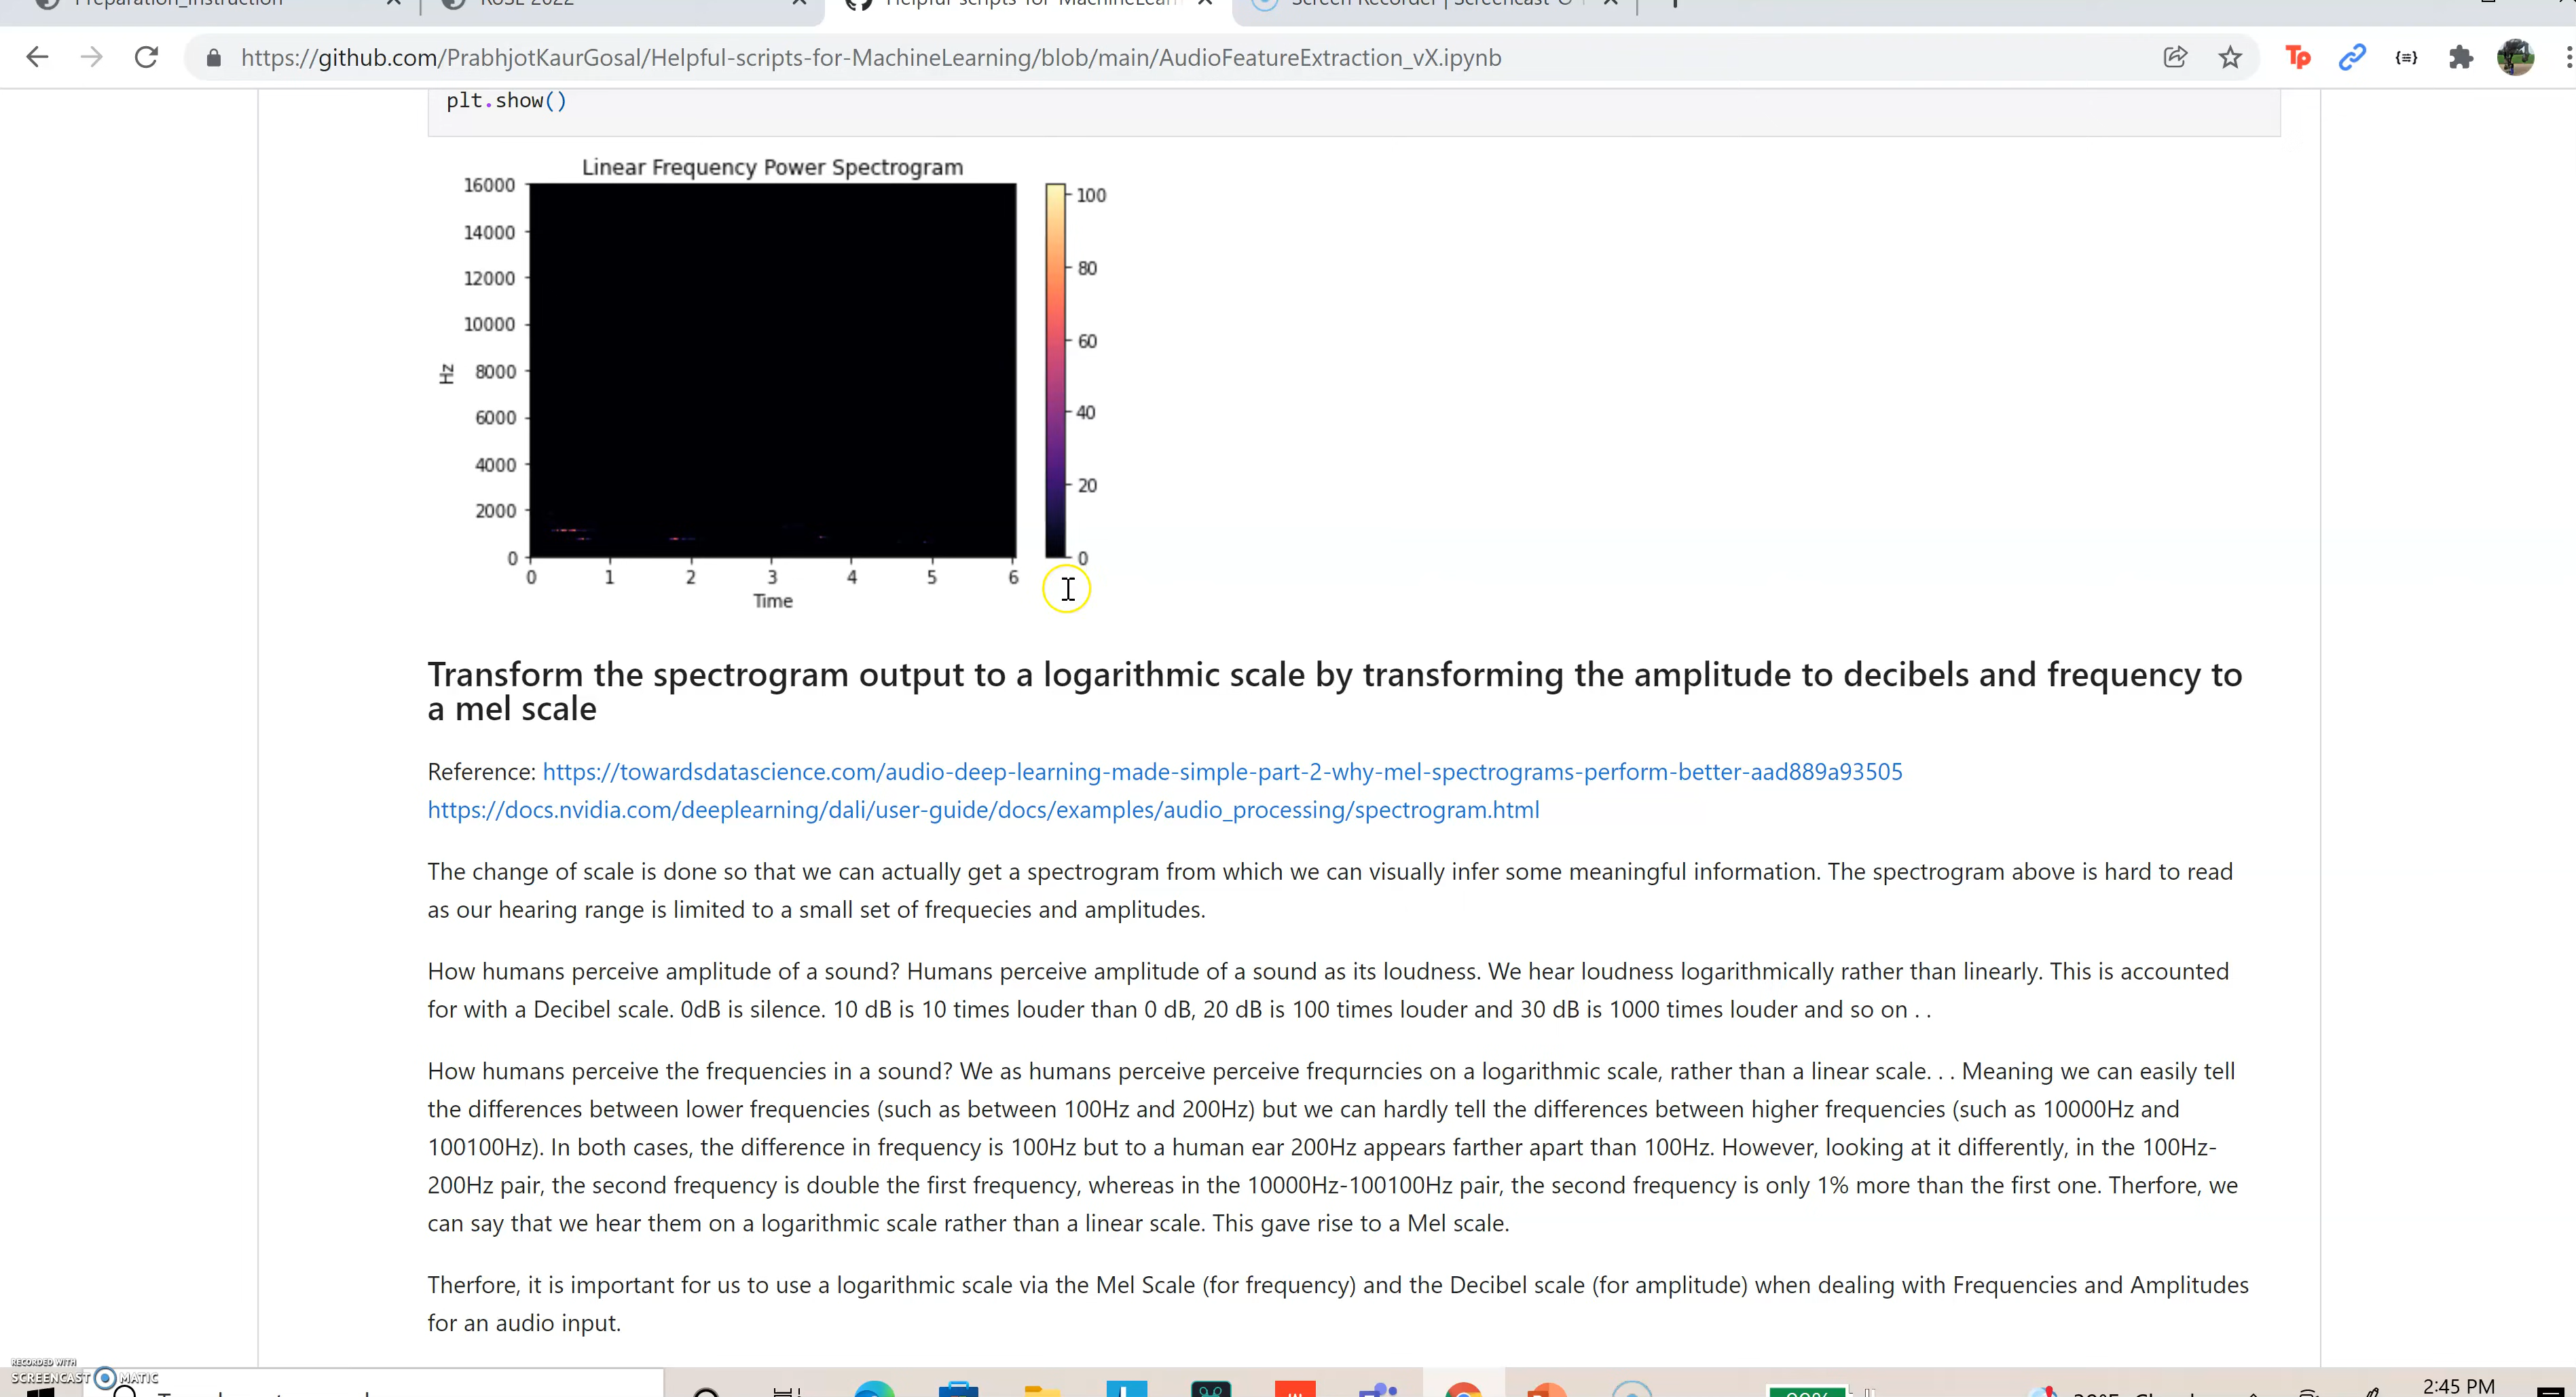 Preparation_Instruction
RoSE 2022
Helpful-scripts-for-MachineLearn
Screen Recorder | Screencast-O-
https://github.com/PrabhjotKaurGosal/Helpful-scripts-for-MachineLearning/blob/main/AudioFeatureExtraction_vX.ipynb
plt.show()
Linear Frequency Power Spectrogram
16000
14000
12000
10000
8000
6000
4000
2000
0
Hz
0 1 2 3 4 5 6
Time
100
80
60
40
20
0
Transform the spectrogram output to a logarithmic scale by transforming the amplitude to decibels and frequency to
a mel scale
Reference: https://towardsdatascience.com/audio-deep-learning-made-simple-part-2-why-mel-spectrograms-perform-better-aad889a93505
https://docs.nvidia.com/deeplearning/dali/user-guide/docs/examples/audio_processing/spectrogram.html
The change of scale is done so that we can actually get a spectrogram from which we can visually infer some meaningful information. The spectrogram above is hard to read
as our hearing range is limited to a small set of frequecies and amplitudes.
How humans perceive amplitude of a sound? Humans perceive amplitude of a sound as its loudness. We hear loudness logarithmically rather than linearly. This is accounted
for with a Decibel scale. 0dB is silence. 10 dB is 10 times louder than 0 dB, 20 dB is 100 times louder and 30 dB is 1000 times louder and so on . .
How humans perceive the frequencies in a sound? We as humans perceive perceive frequrncies on a logarithmic scale, rather than a linear scale. . . Meaning we can easily tell
the differences between lower frequencies (such as between 100Hz and 200Hz) but we can hardly tell the differences between higher frequencies (such as 10000Hz and
100100Hz). In both cases, the difference in frequency is 100Hz but to a human ear 200Hz appears farther apart than 100Hz. However, looking at it differently, in the 100Hz-
200Hz pair, the second frequency is double the first frequency, whereas in the 10000Hz-100100Hz pair, the second frequency is only 1% more than the first one. Therfore, we
can say that we hear them on a logarithmic scale rather than a linear scale. This gave rise to a Mel scale.
Therfore, it is important for us to use a logarithmic scale via the Mel Scale (for frequency) and the Decibel scale (for amplitude) when dealing with Frequencies and Amplitudes
for an audio input.
RECORDED WITH
SCREENCAST MATIC
2:45 PM